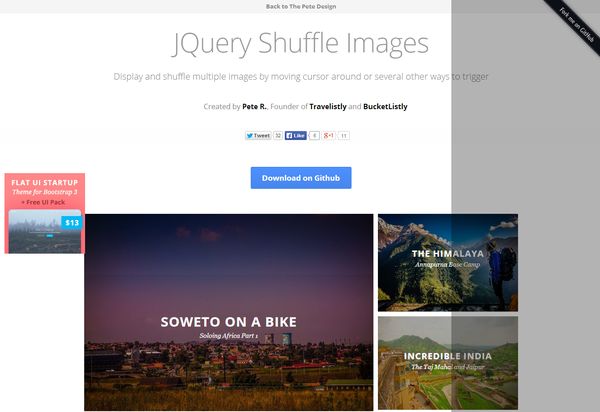 Back to The Pete Design
Fork me on GitHub
JQuery Shuffle Images
Display and shuffle multiple images by moving cursor around or several other ways to trigger
Created by Pete R., Founder of Travelistly and BucketListly
Tweet 32 Like 6 +1 11
Download on Github
FLAT UI STARTUP
Theme for Bootstrap 3
+ Free UI Pack
$13
SOWETO ON A BIKE
Soloing Africa Part 1
THE HIMALAYA
Annapurna Base Camp
INCREDIBLE INDIA
The Taj Mahal and Jaipur